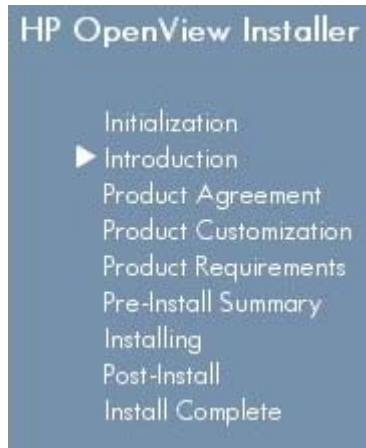 HP OpenView Installer
Initialization
Introduction
Product Agreement
Product Customization
Product Requirements
Pre-Install Summary
Installing
Post-Install
Install Complete